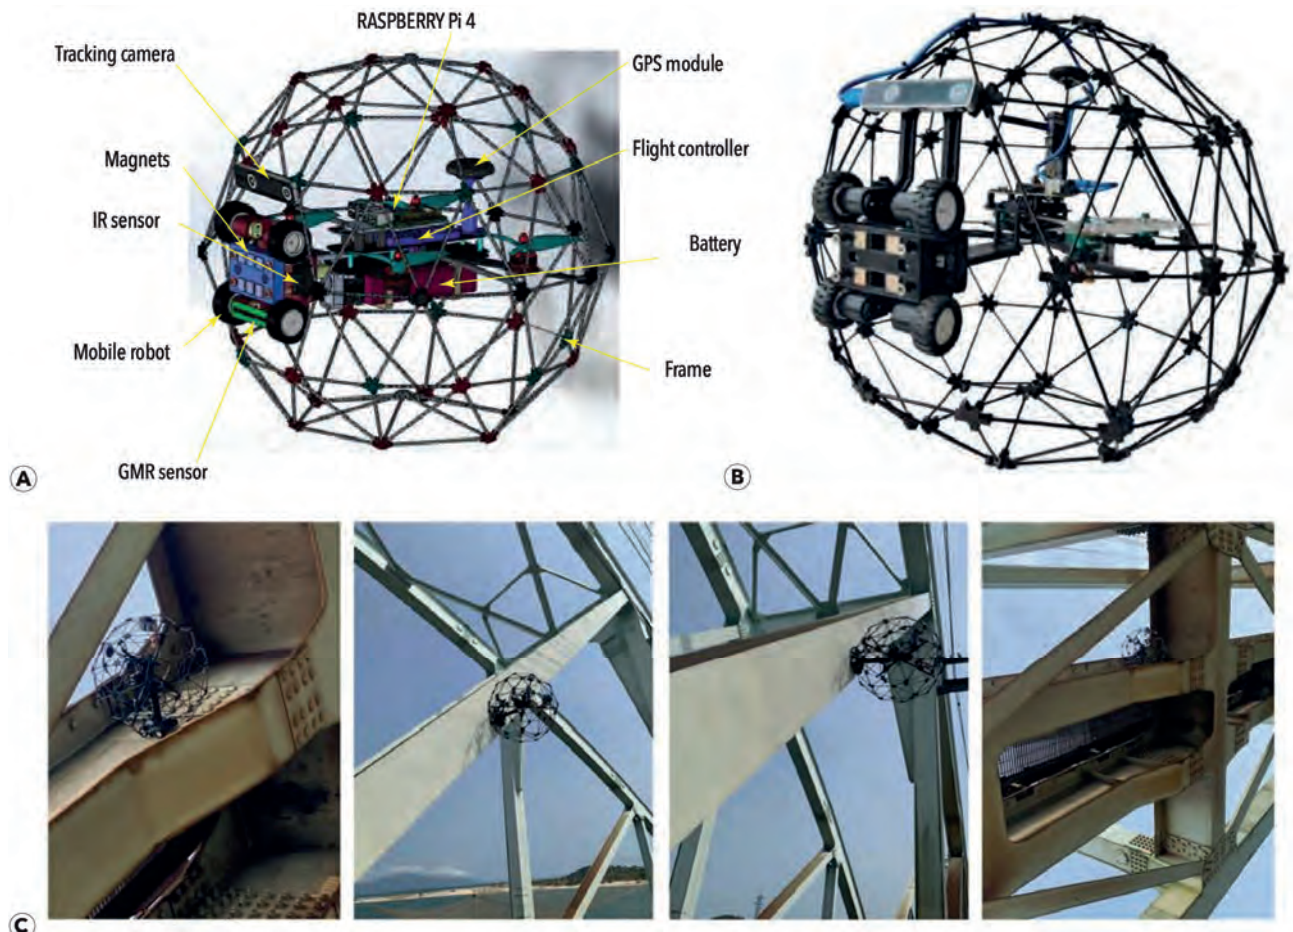 RASPBERRY Pi 4
Tracking camera
GPS module
Magnets
Flight controller
IR sensor
Battery
Mobile robot
Frame
GMR sensor
A
B
C